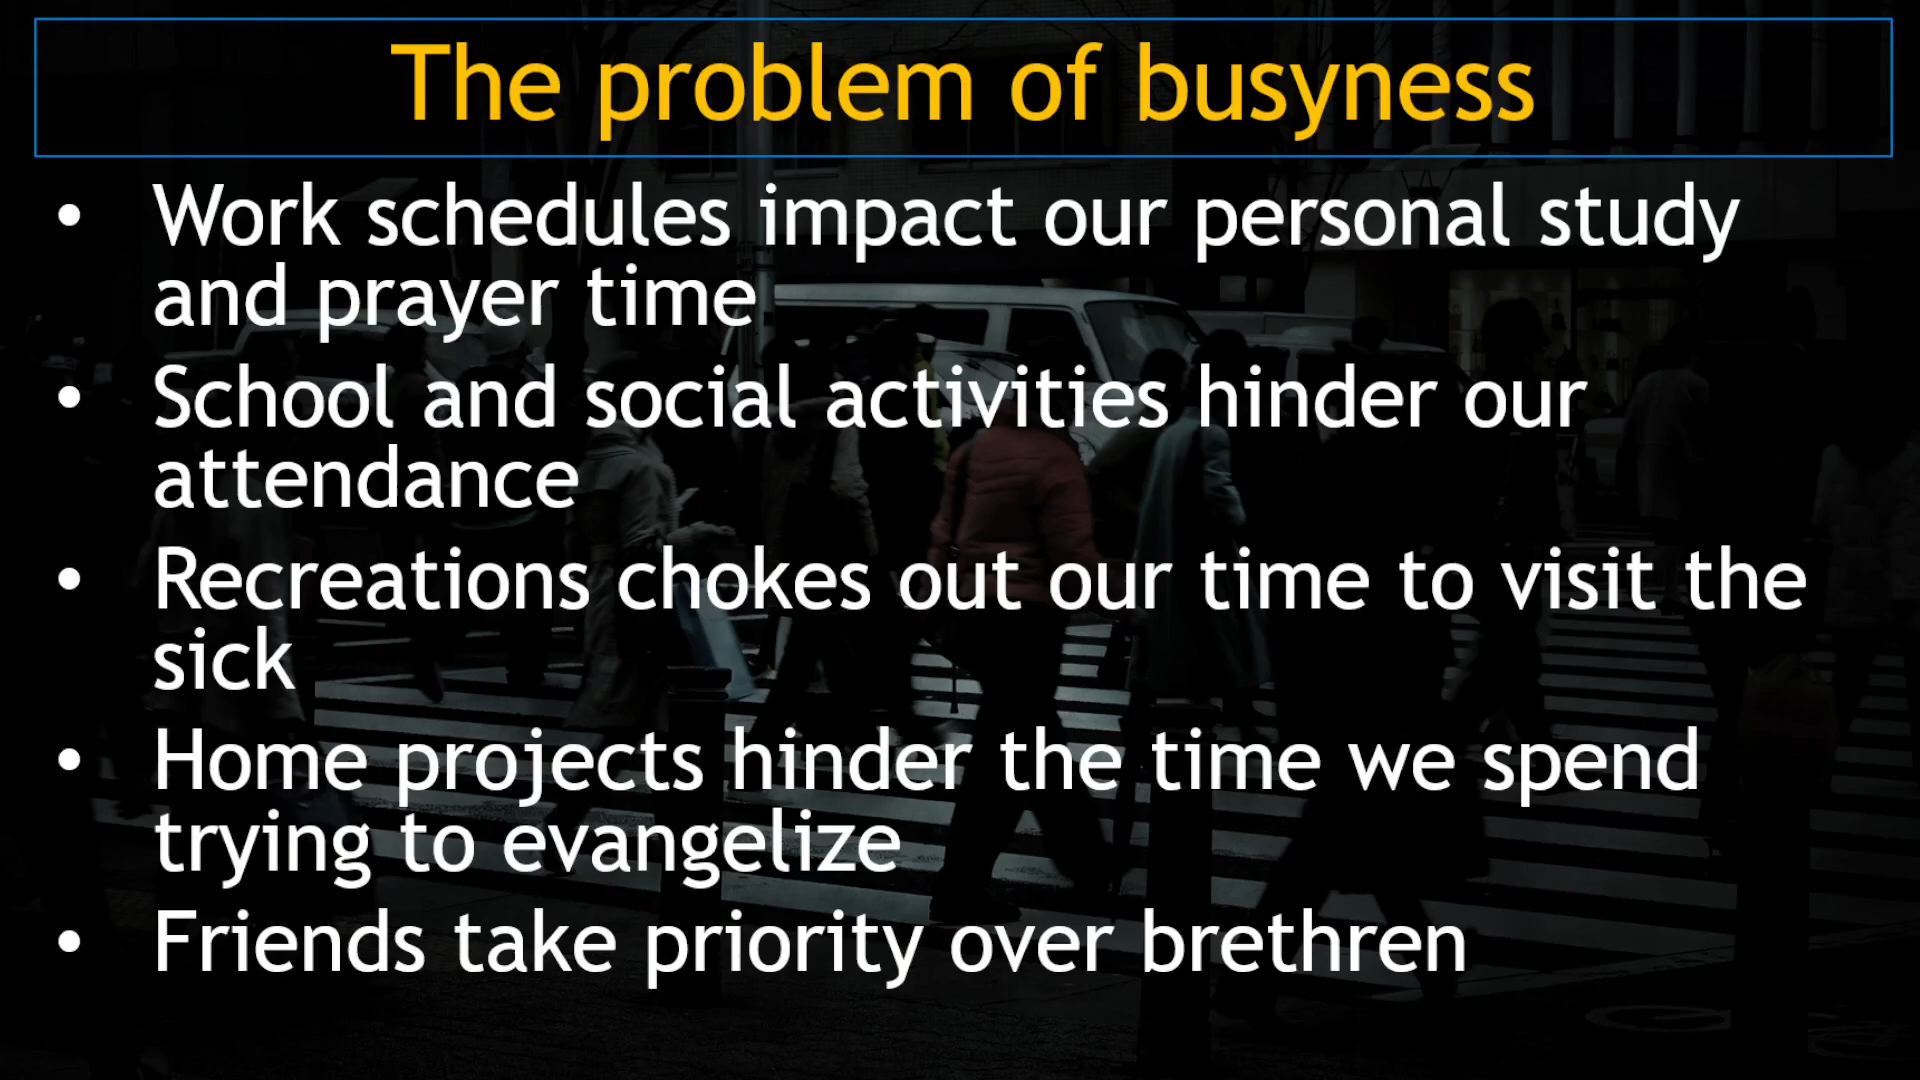 The problem of busyness
• Work schedules impact our personal study
and prayer time
• School and social activities hinder our
attendance
• Recreations chokes out our time to visit the
sick
• Home projects hinder the time we spend
trying to evangelize
• Friends take priority over brethren